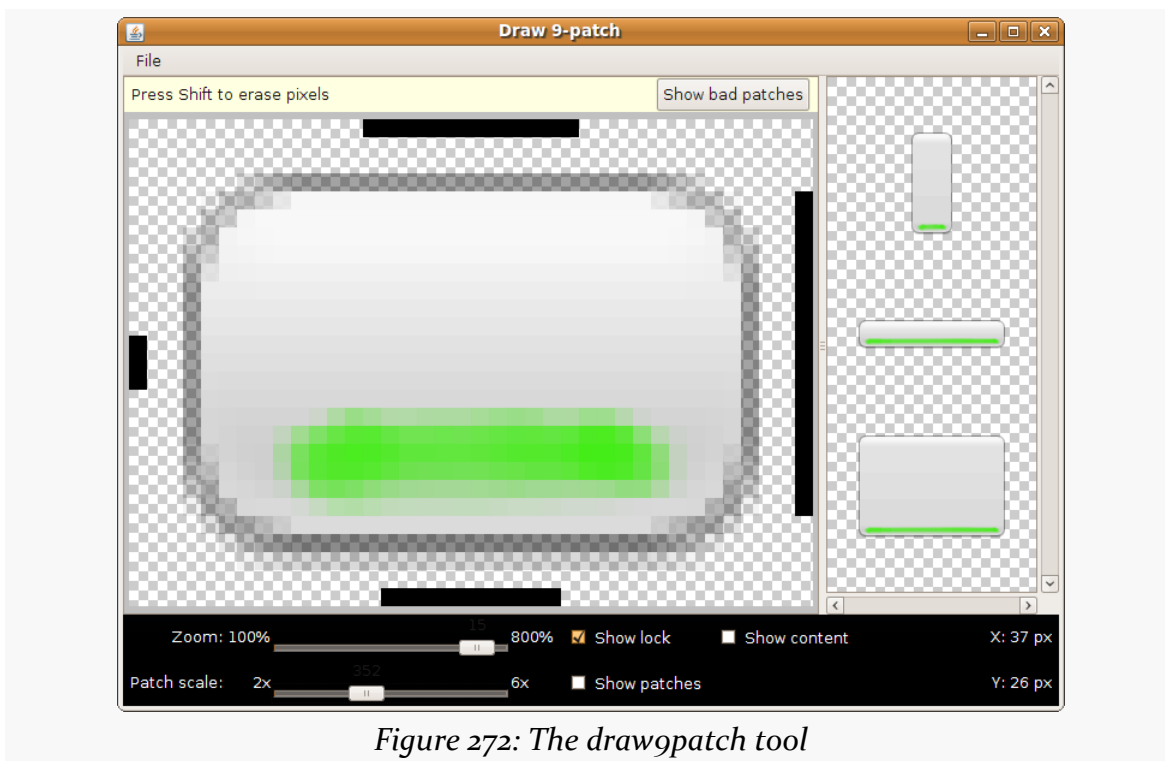 Draw 9-patch
File
Press Shift to erase pixels
Show bad patches
15
Zoom: 100%
800%
Show lock
Show content
X: 37 px
352
Patch scale: 2x
6x
Show patches
Y: 26 px
Figure 272: The draw9patch tool